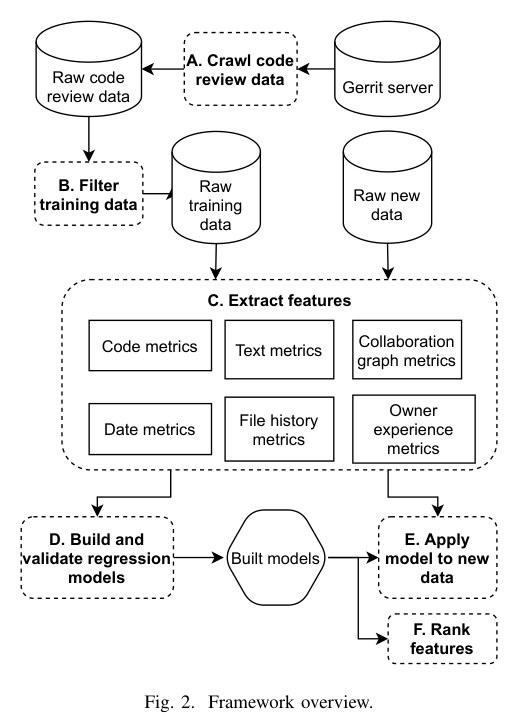 A. Crawl code
review data
Raw code
review data
Gerrit server
B. Filter
training data
Raw
training
data
Raw new
data
C. Extract features
Code metrics
Text metrics
Collaboration
graph metrics
Date metrics
File history
metrics
Owner
experience
metrics
D. Build and
validate regression
models
Built models
E. Apply
model to new
data
F. Rank
features
Fig. 2. Framework overview.